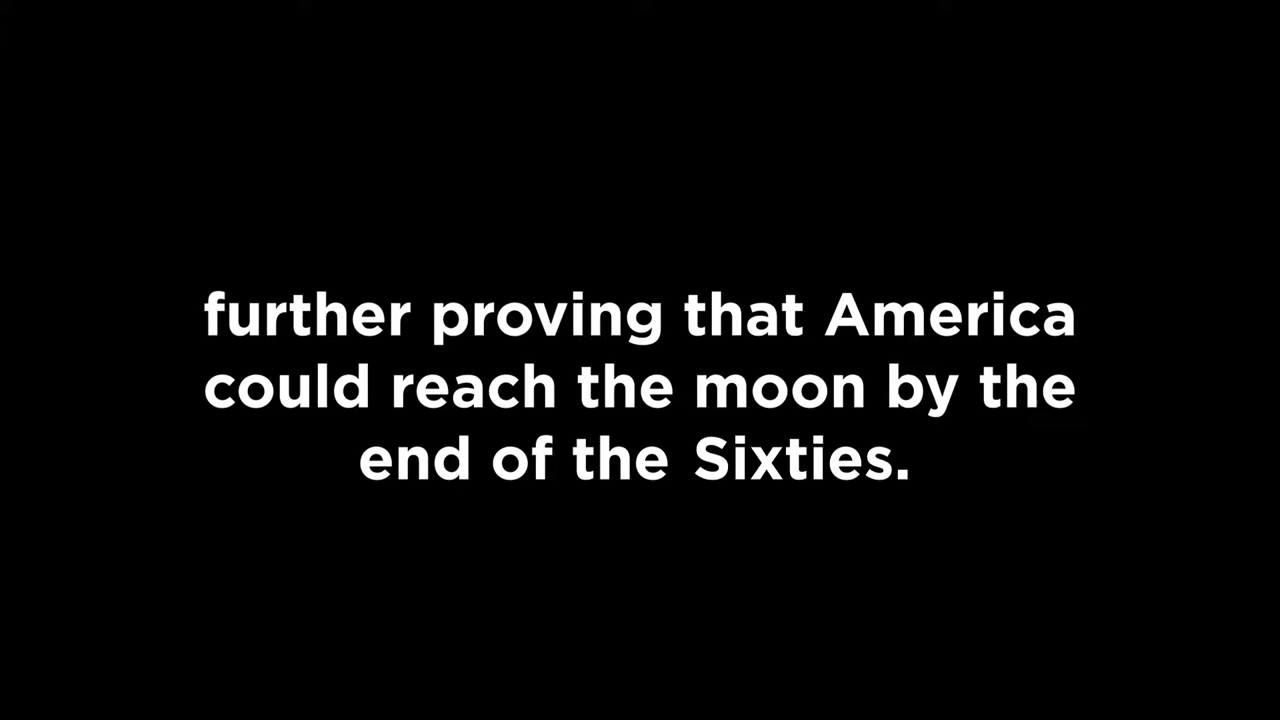 further proving that America
could reach the moon by the
end of the Sixties.